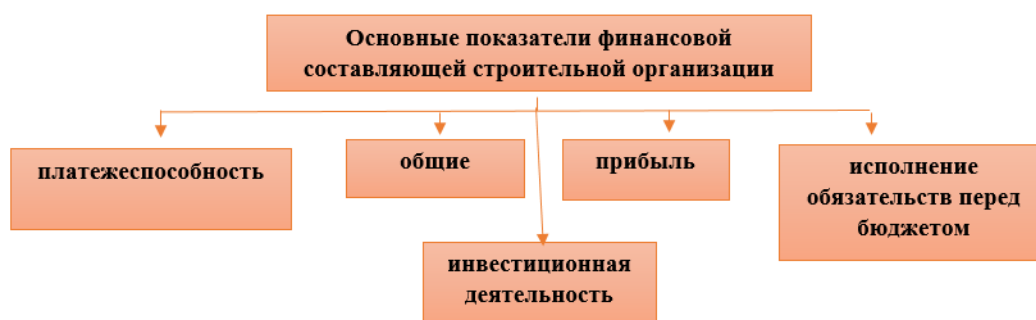 Основные показатели финансовой
составляющей строительной организации
платежеспособность
общие
прибыль
исполнение
обязательств перед
бюджетом
инвестиционная
деятельность